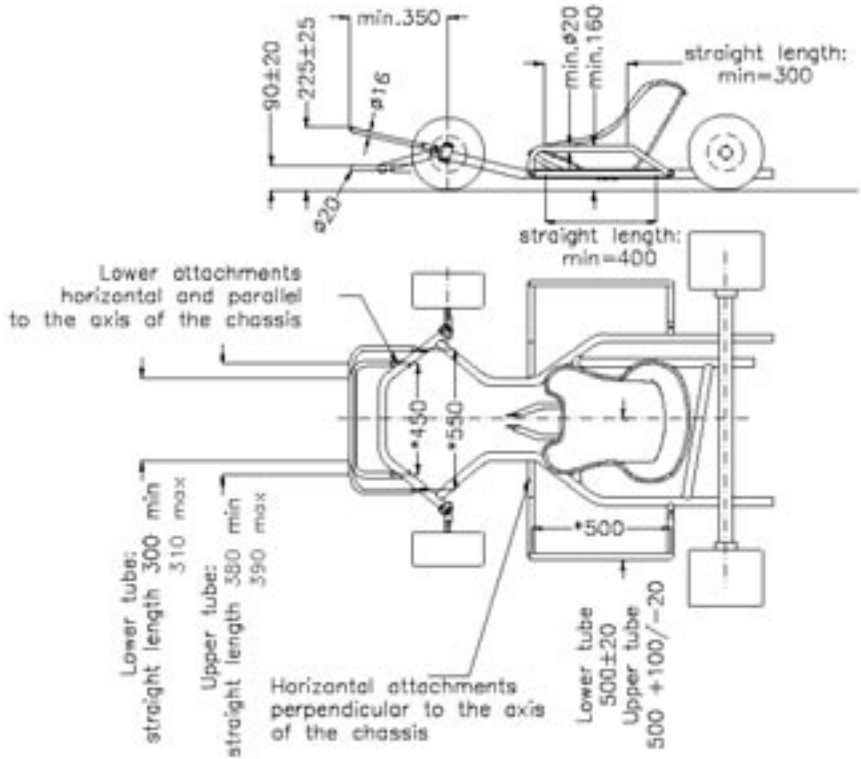 min.350
225±25
90±20
ø16
ø20
min.ø20
min.160
straight length:
min=300
straight length:
min=400
Lower attachments
horizontal and parallel
to the axis of the chassis
*450
*550
*500
Lower tube:
straight length 300 min
310 max
Upper tube:
straight length 380 min
390 max
Horizontal attachments
perpendicular to the axis
of the chassis
Lower tube
500±20
Upper tube
500 +100/-20